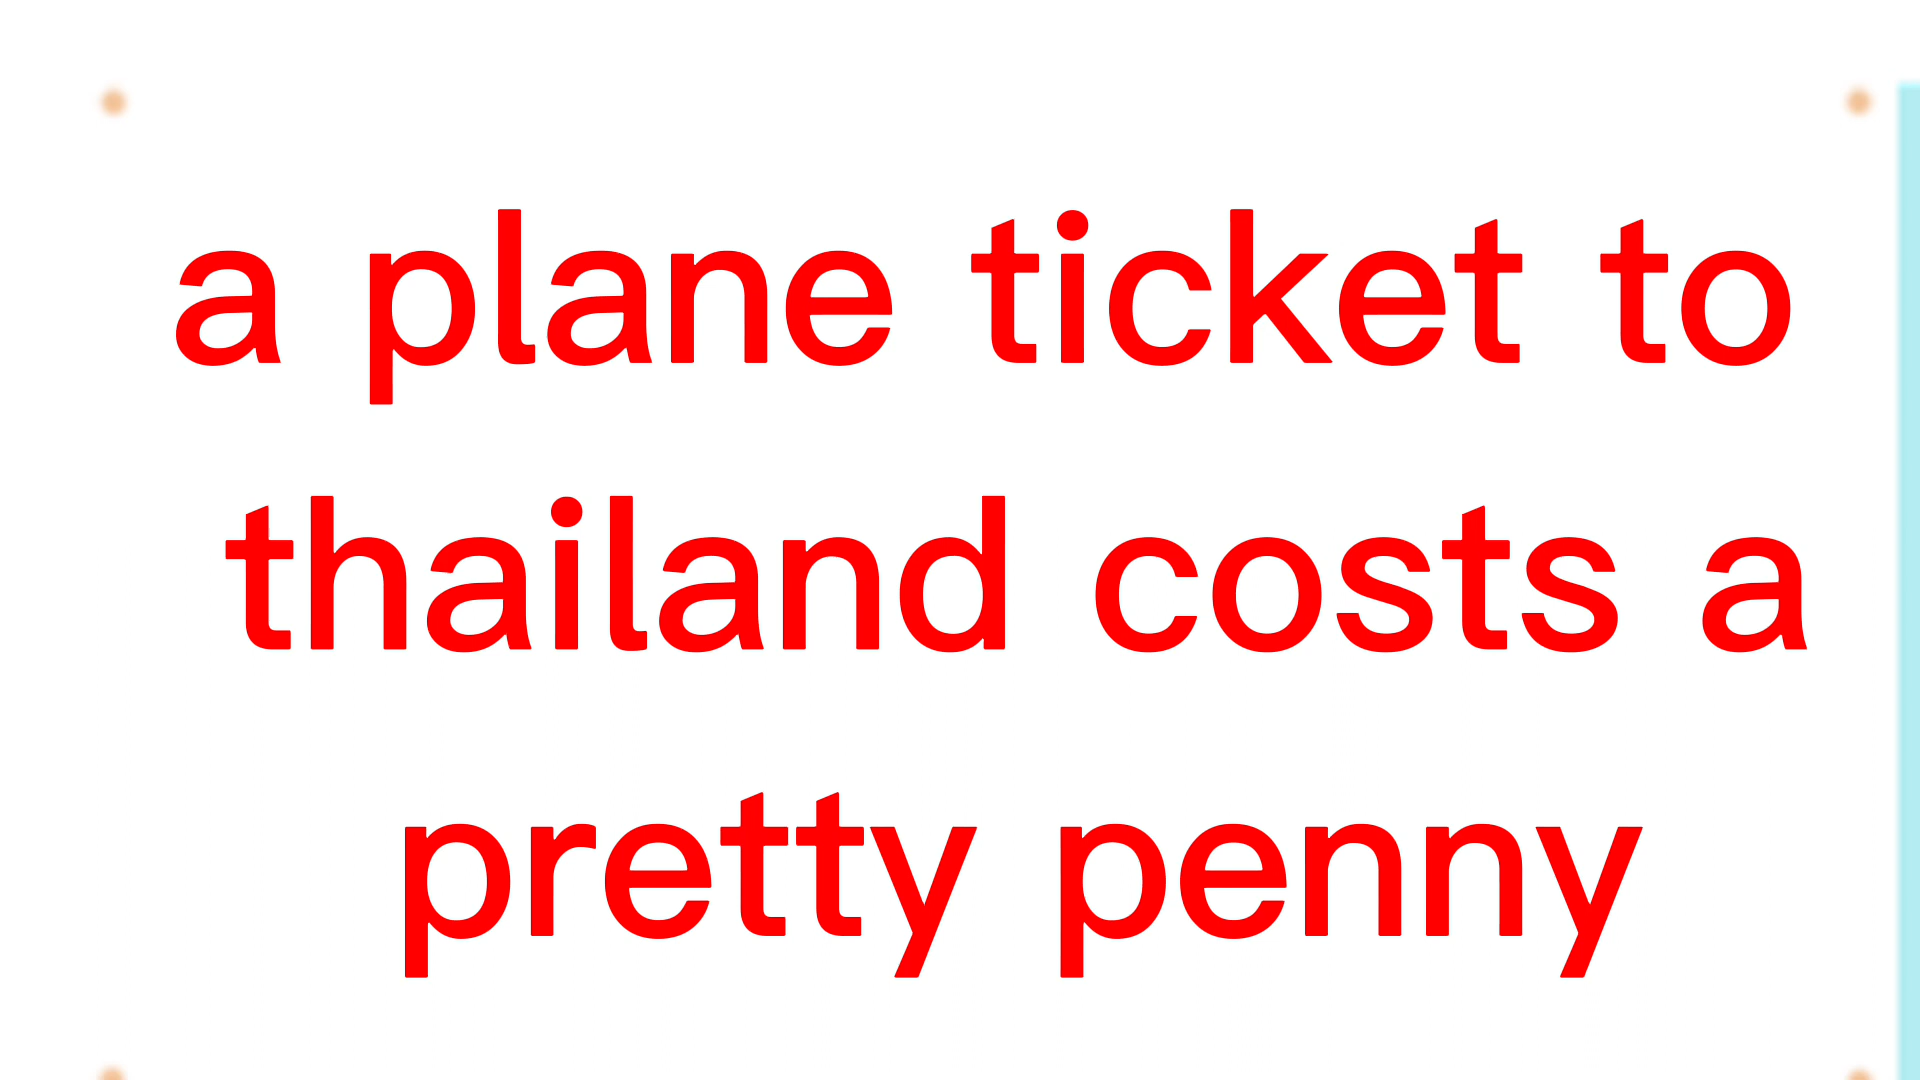 a plane ticket to
thailand costs a
pretty penny